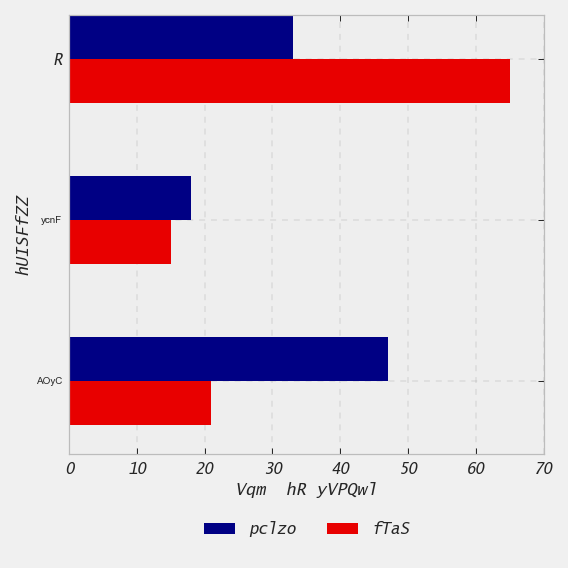 R
hUISFfZZ
ycnF
AOyC
0 10 20 30 40 50 60 70
Vqm hR yVPQwl
pclzo fTaS